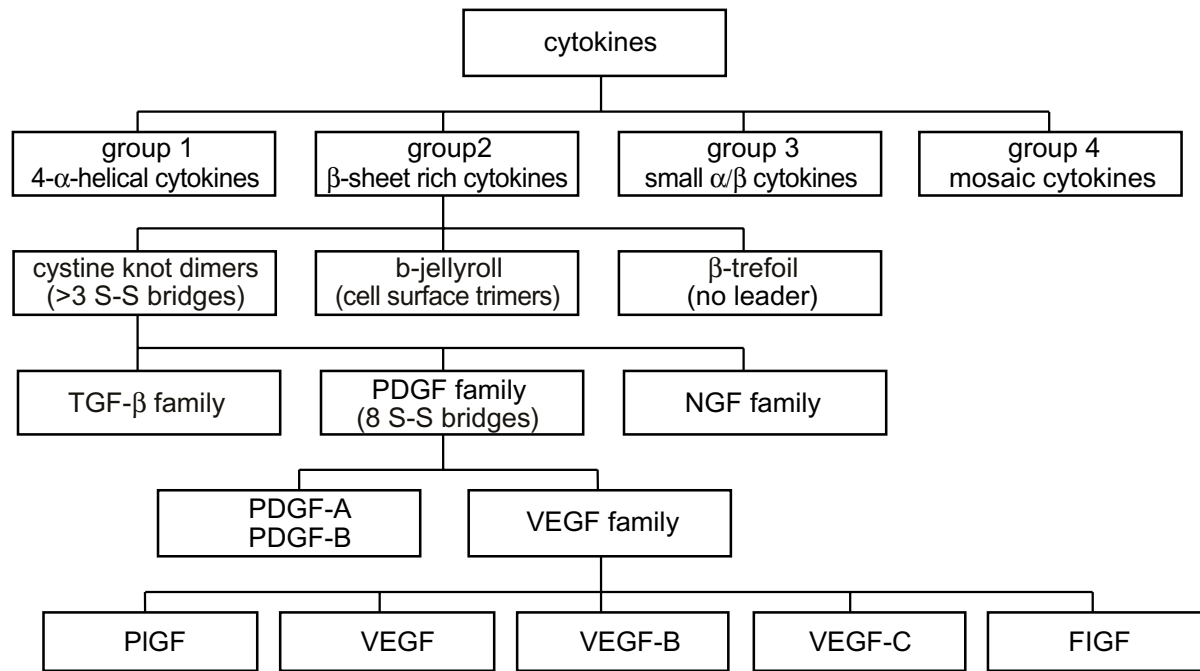 cytokines
group 1
4-α-helical cytokines
group2
β-sheet rich cytokines
group 3
small α/β cytokines
group 4
mosaic cytokines
cystine knot dimers
(>3 S-S bridges)
b-jellyroll
(cell surface trimers)
β-trefoil
(no leader)
TGF-β family
PDGF family
(8 S-S bridges)
NGF family
PDGF-A
PDGF-B
VEGF family
PlGF
VEGF
VEGF-B
VEGF-C
FIGF